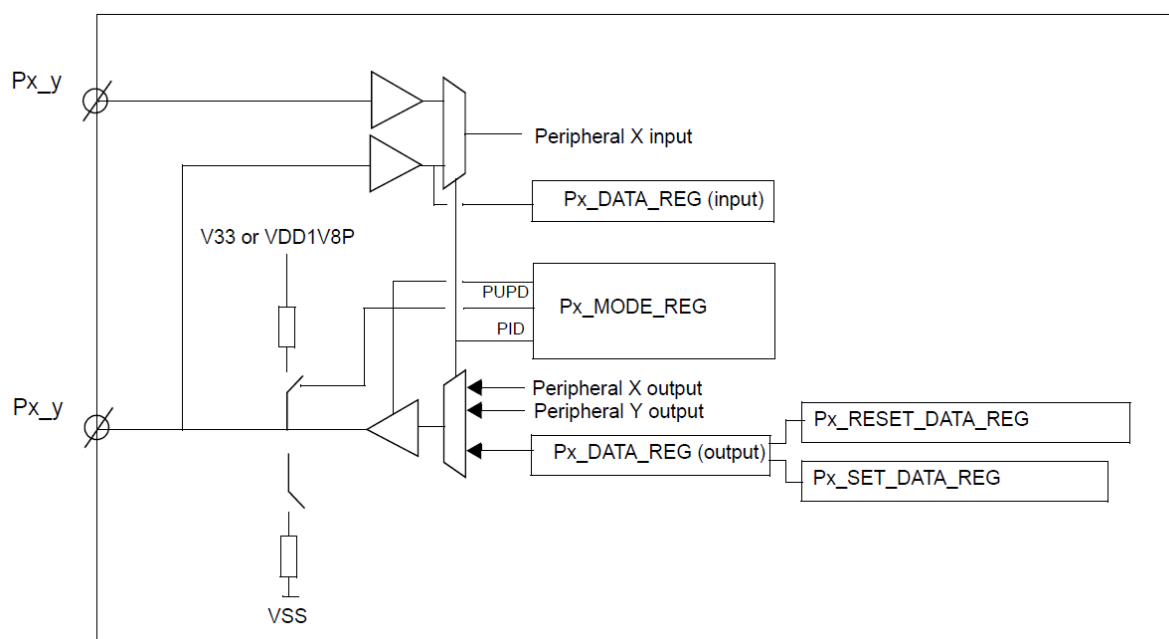 Px_y
Peripheral X input
Px_DATA_REG (input)
V33 or VDD1V8P
PUPD
Px_MODE_REG
PID
Px_y
Peripheral X output
Peripheral Y output
Px_DATA_REG (output)
Px_RESET_DATA_REG
Px_SET_DATA_REG
VSS